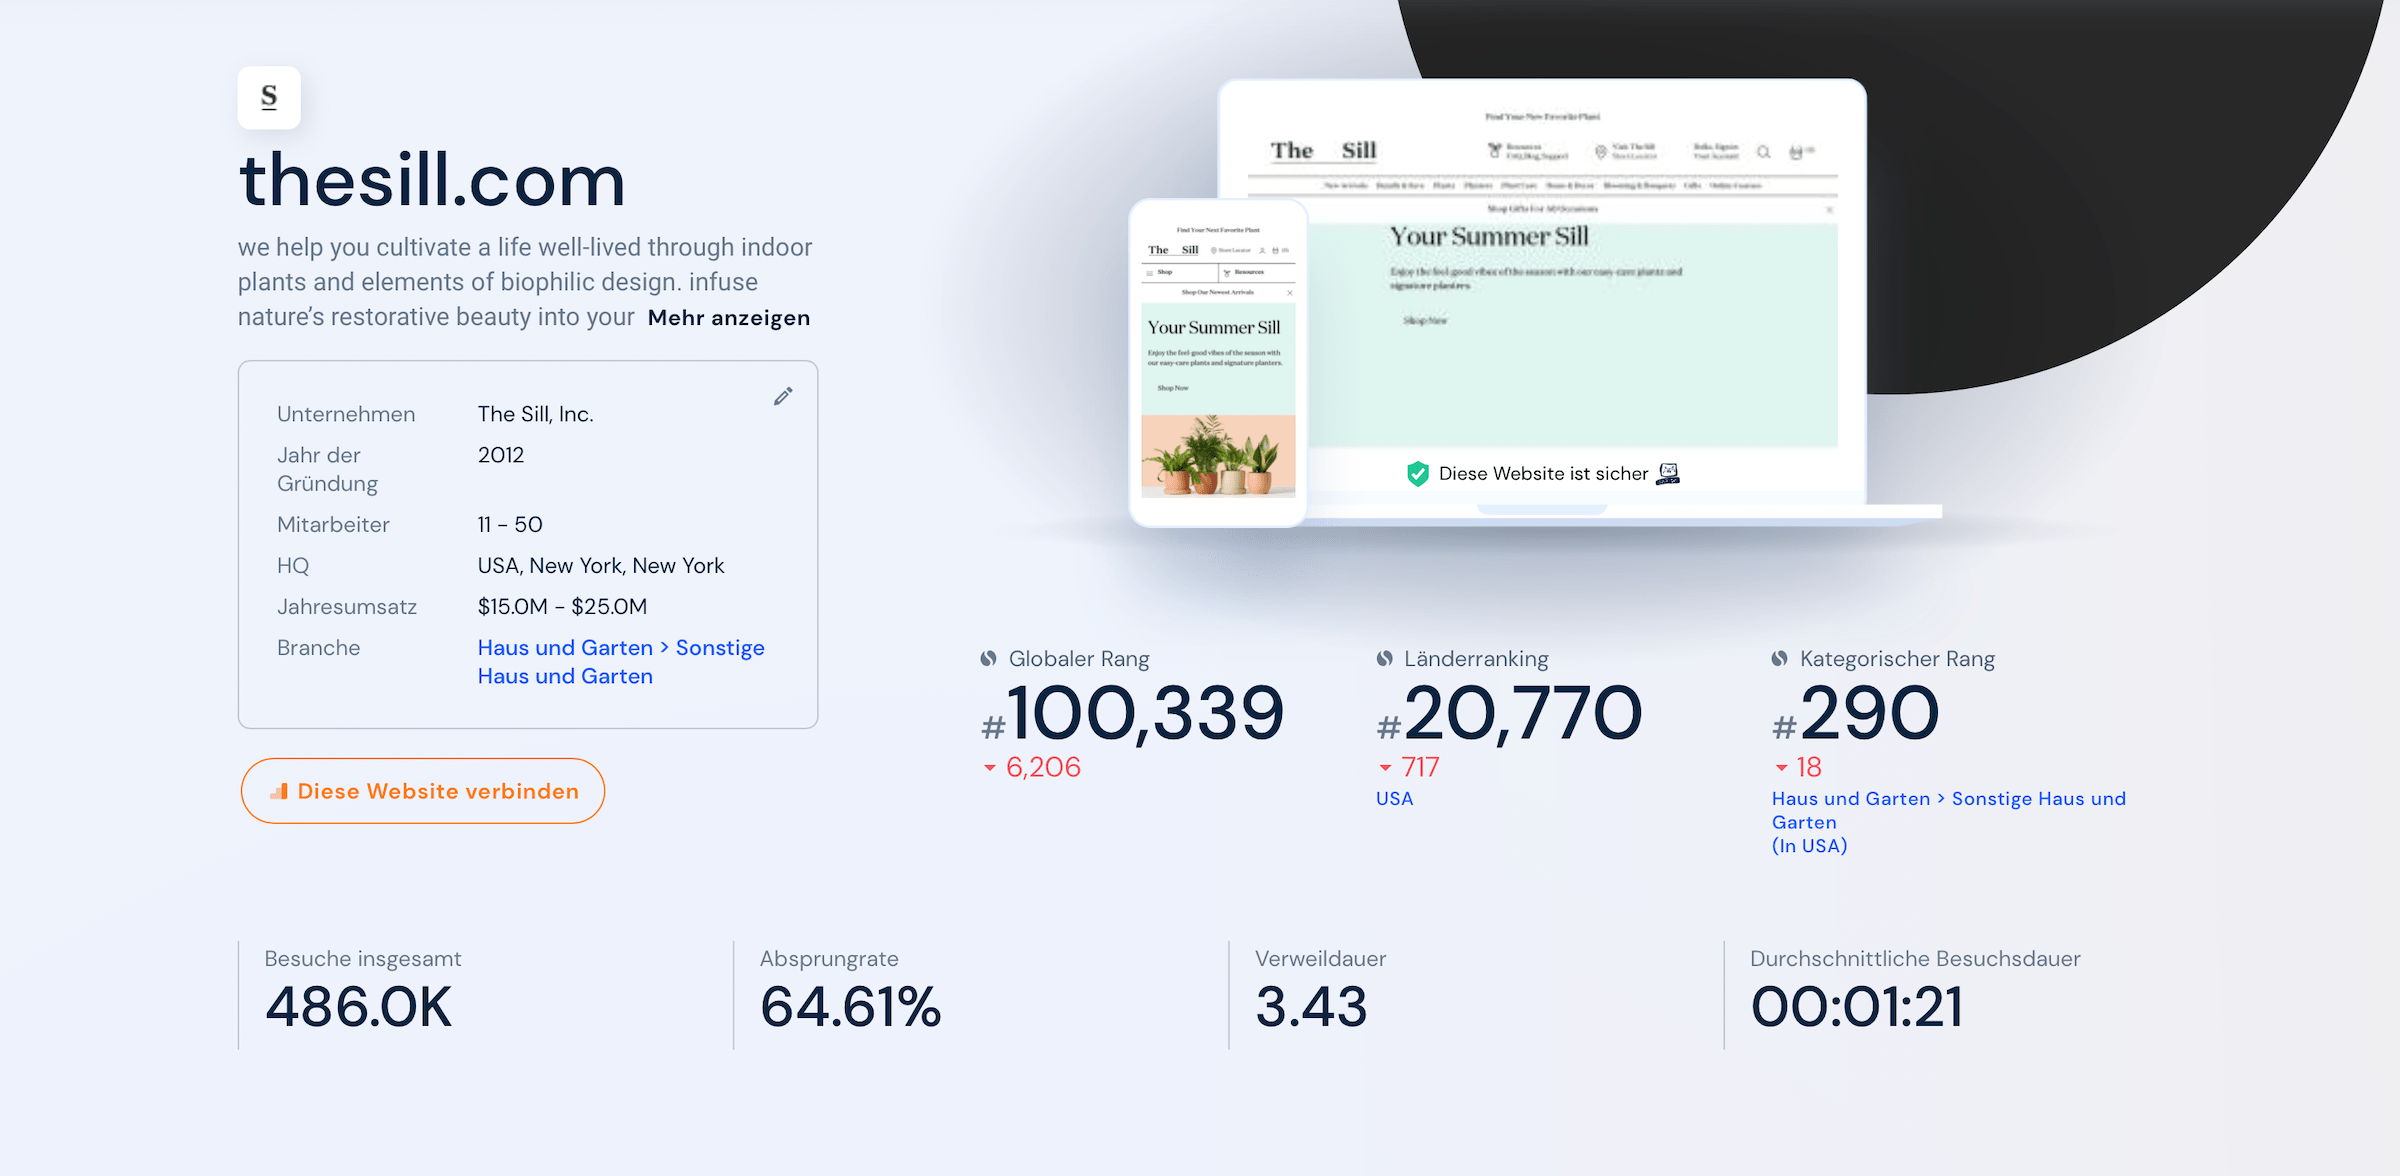 S
thesill.com
we help you cultivate a life well-lived through indoor
plants and elements of biophilic design. infuse
nature's restorative beauty into your Mehr anzeigen
Unternehmen The Sill, Inc.
Jahr der Gründung 2012
Mitarbeiter 11 - 50
HQ USA, New York, New York
Jahresumsatz $15.0M - $25.0M
Branche Haus und Garten > Sonstige
Haus und Garten
Diese Website verbinden
Find Your New Favorite Plant
The Sill
Shop Gifts For All Occasions
Your Summer Sill
Enjoy the feel-good vibes of the season with our easy-care plants and
signature planters.
Shop Now
Diese Website ist sicher
Find Your Next Favorite Plant
The Sill Store Locator
Shop Resources
Shop Our Newest Arrivals
Your Summer Sill
Enjoy the feel-good vibes of the season with
our easy-care plants and signature planters.
Shop Now
Globaler Rang
#100,339
6,206
Länderranking
#20,770
717
USA
Kategorischer Rang
#290
18
Haus und Garten > Sonstige Haus und
Garten
(In USA)
Besuche insgesamt
486.0K
Absprungrate
64.61%
Verweildauer
3.43
Durchschnittliche Besuchsdauer
00:01:21